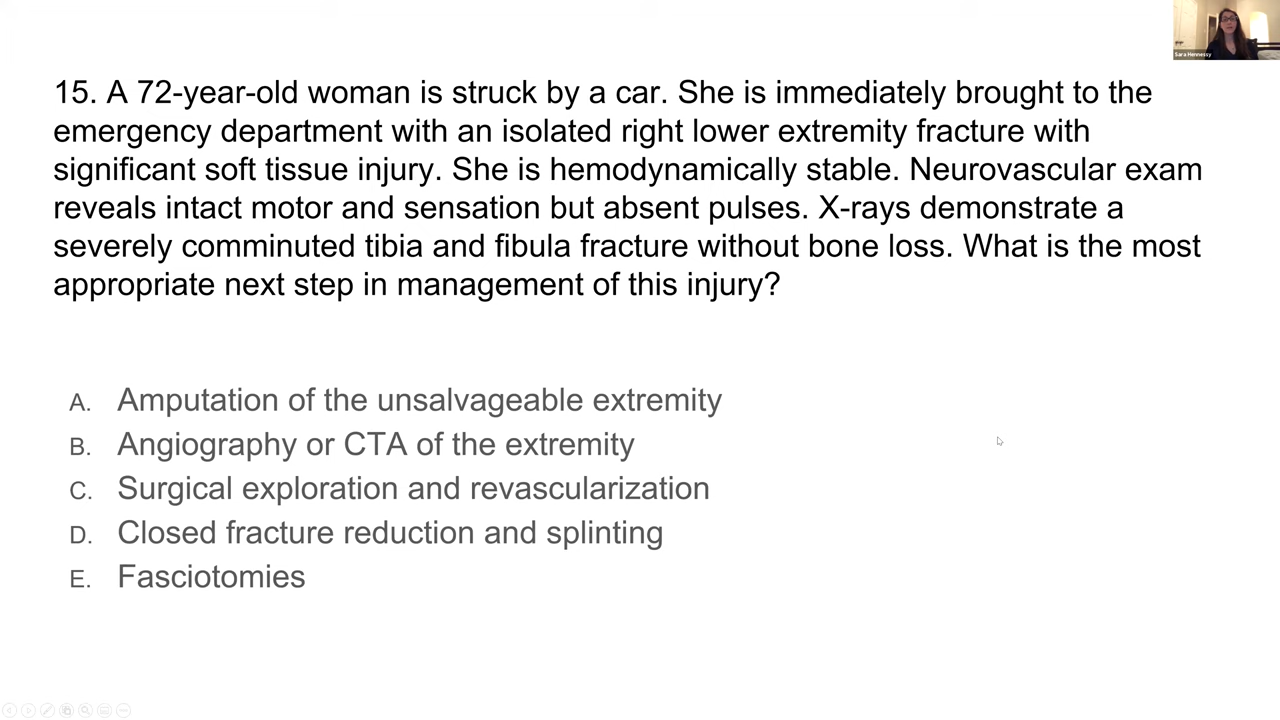 Sara Hennessy
15. A 72-year-old woman is struck by a car. She is immediately brought to the
emergency department with an isolated right lower extremity fracture with
significant soft tissue injury. She is hemodynamically stable. Neurovascular exam
reveals intact motor and sensation but absent pulses. X-rays demonstrate a
severely comminuted tibia and fibula fracture without bone loss. What is the most
appropriate next step in management of this injury?
A. Amputation of the unsalvageable extremity
B. Angiography or CTA of the extremity
C. Surgical exploration and revascularization
D. Closed fracture reduction and splinting
E. Fasciotomies